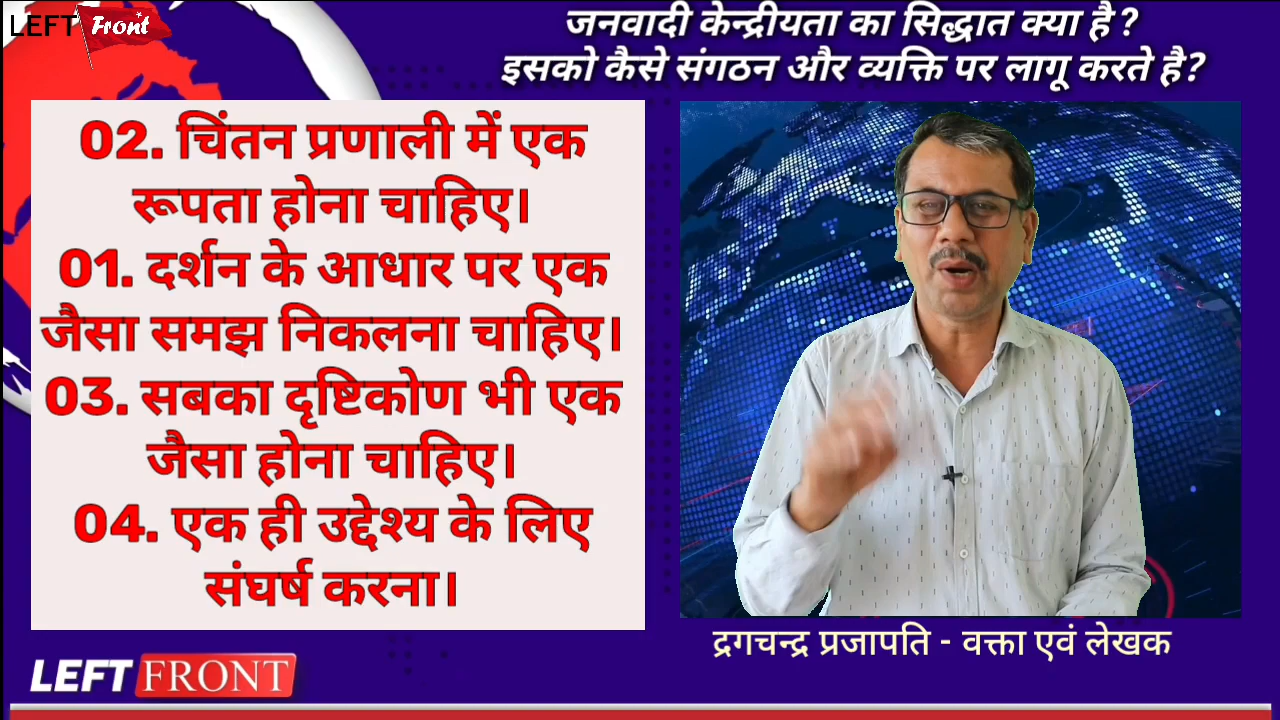 LEFT Front
जनवादी केन्द्रीयता का सिद्धात क्या है ?
इसको कैसे संगठन और व्यक्ति पर लागू करते है?
02. चिंतन प्रणाली में एक
रूपता होना चाहिए।
01. दर्शन के आधार पर एक
जैसा समझ निकलना चाहिए।
03. सबका दृष्टिकोण भी एक
जैसा होना चाहिए।
04. एक ही उद्देश्य के लिए
संघर्ष करना।
द्रगचन्द्र प्रजापति - वक्ता एवं लेखक
LEFT FRONT